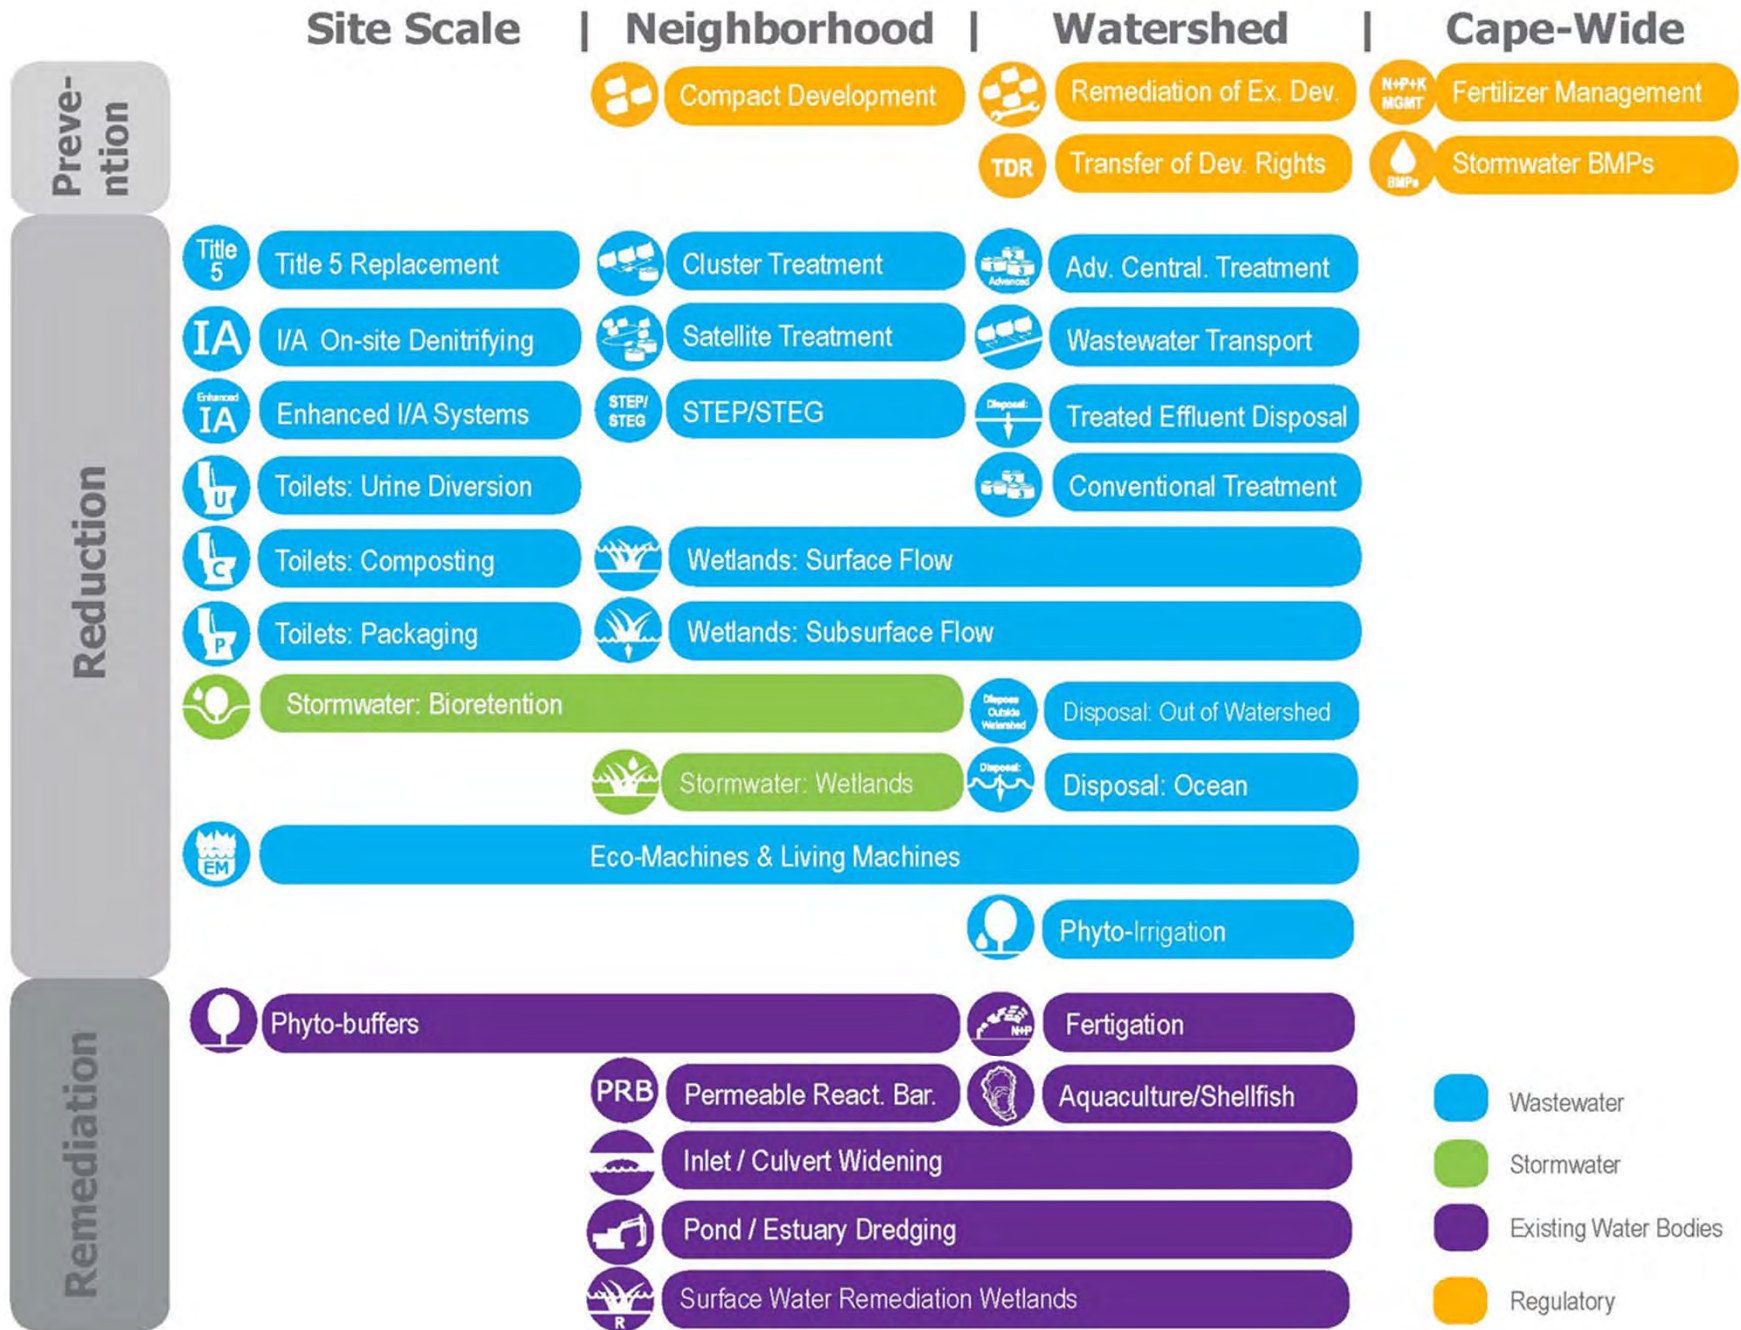 Site Scale | Neighborhood | Watershed | Cape-Wide
Preve-
ntion
Compact Development
Remediation of Ex. Dev.
N+P+K
MGMT
Fertilizer Management
TDR
Transfer of Dev. Rights
BMPs
Stormwater BMPs
Reduction
Title
5
Title 5 Replacement
Cluster Treatment
Advanced
Adv. Central. Treatment
IA
I/A On-site Denitrifying
Satellite Treatment
Wastewater Transport
Enhanced
IA
Enhanced I/A Systems
STEP/
STEG
STEP/STEG
Disposal:
Treated Effluent Disposal
U
Toilets: Urine Diversion
Conventional Treatment
C
Toilets: Composting
Wetlands: Surface Flow
P
Toilets: Packaging
Wetlands: Subsurface Flow
Stormwater: Bioretention
Dispose
Outside
Watershed
Disposal: Out of Watershed
Stormwater: Wetlands
Disposal:
Disposal: Ocean
EM
Eco-Machines & Living Machines
Phyto-Irrigation
Remediation
Phyto-buffers
N+P
Fertigation
PRB
Permeable React. Bar.
Aquaculture/Shellfish
Inlet / Culvert Widening
Pond / Estuary Dredging
R
Surface Water Remediation Wetlands
Wastewater
Stormwater
Existing Water Bodies
Regulatory